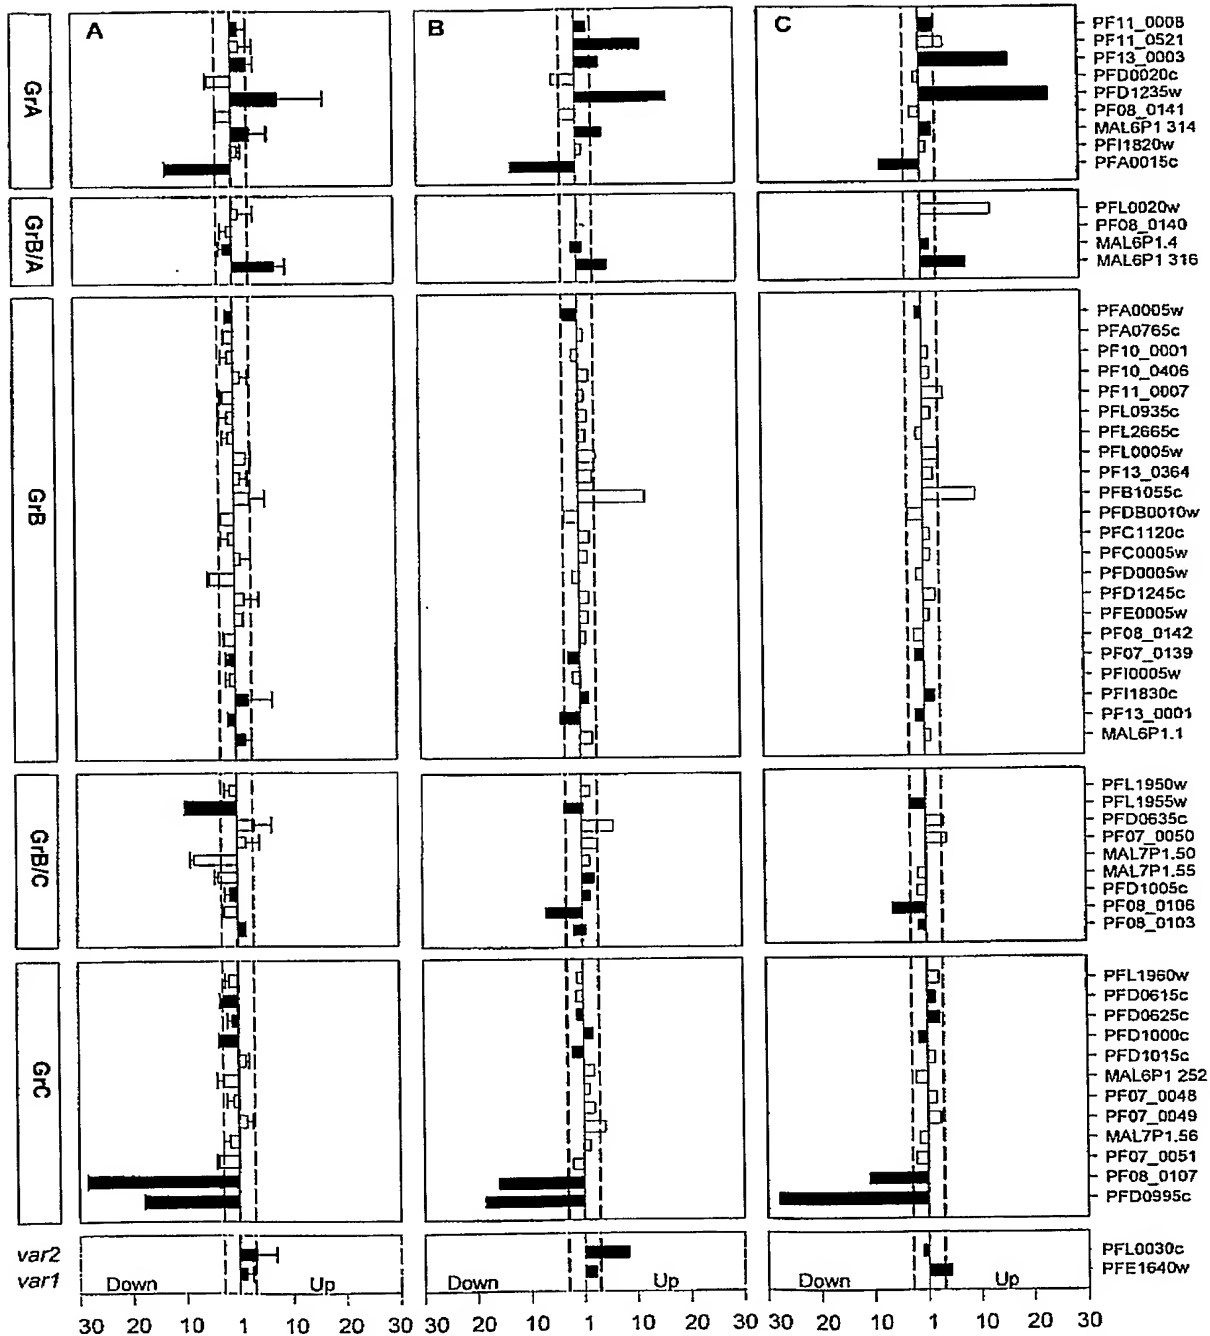 A
B
C
GrA
PF11_0008
PF11_0521
PF13_0003
PFD0020c
PFD1235w
PF08_0141
MAL6P1 314
PFI1820w
PFA0015c
GrB/A
PFL0020w
PF08_0140
MAL6P1.4
MAL6P1 316
GrB
PFA0005w
PFA0765c
PF10_0001
PF10_0406
PF11_0007
PFL0935c
PFL2665c
PFL0005w
PF13_0364
PFB1055c
PFDB0010w
PFC1120c
PFC0005w
PFD0005w
PFD1245c
PFE0005w
PF08_0142
PF07_0139
PFI0005w
PFI1830c
PF13_0001
MAL6P1.1
GrB/C
PFL1950w
PFL1955w
PFD0635c
PF07_0050
MAL7P1.50
MAL7P1.55
PFD1005c
PF08_0106
PF08_0103
GrC
PFL1960w
PFD0615c
PFD0625c
PFD1000c
PFD1015c
MAL6P1 252
PF07_0048
PF07_0049
MAL7P1.56
PF07_0051
PF08_0107
PFD0995c
var2
PFL0030c
var1
PFE1640w
Down Up
Down Up
Down Up
30 20 10 1 10 20 30
20 10 1 10 20 30
20 10 1 10 20 30